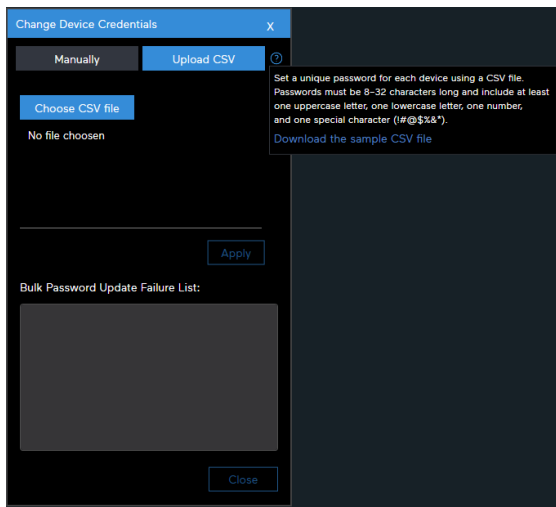 Change Device Credentials
X
Manually
Upload CSV
?
Set a unique password for each device using a CSV file.
Passwords must be 8-32 characters long and include at least
one uppercase letter, one lowercase letter, one number,
and one special character (!#@$%&*).
Download the sample CSV file
Choose CSV file
No file choosen
Apply
Bulk Password Update Failure List:
Close